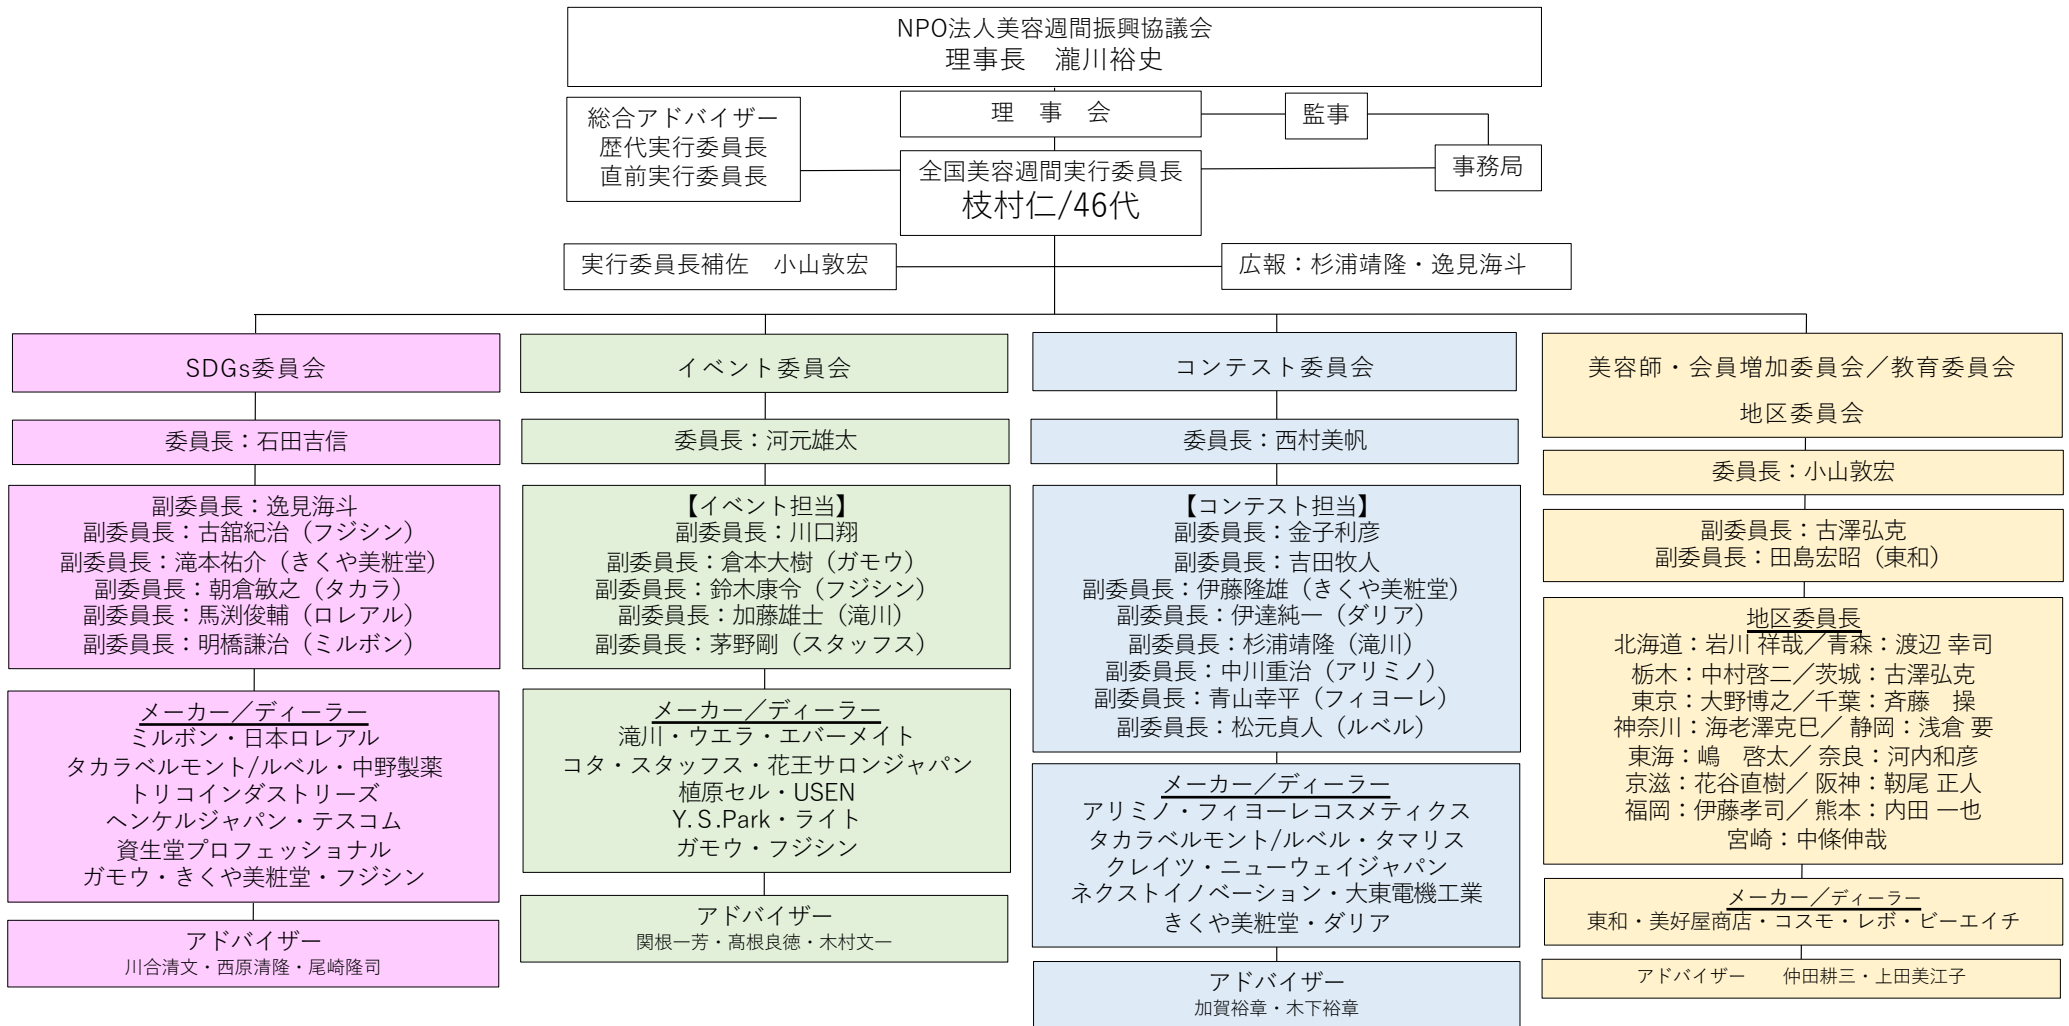 NPO法人美容週間振興協議会
理事長　瀧川裕史
理　事　会
監事
総合アドバイザー
歴代実行委員長
直前実行委員長
全国美容週間実行委員長
枝村仁/46代
事務局
実行委員長補佐　小山敦宏
広報：杉浦靖隆・逸見海斗
SDGs委員会
委員長：石田吉信
副委員長：逸見海斗
副委員長：古舘紀治（フジシン）
副委員長：滝本祐介（きくや美粧堂）
副委員長：朝倉敏之（タカラ）
副委員長：馬渕俊輔（ロレアル）
副委員長：明橋謙治（ミルボン）
メーカー／ディーラー
ミルボン・日本ロレアル
タカラベルモント/ルベル・中野製薬
トリコインダストリーズ
ヘンケルジャパン・テスコム
資生堂プロフェッショナル
ガモウ・きくや美粧堂・フジシン
アドバイザー
川合清文・西原清隆・尾崎隆司
イベント委員会
委員長：河元雄太
【イベント担当】
副委員長：川口翔
副委員長：倉本大樹（ガモウ）
副委員長：鈴木康令（フジシン）
副委員長：加藤雄士（滝川）
副委員長：茅野剛（スタッフス）
メーカー／ディーラー
滝川・ウエラ・エバーメイト
コタ・スタッフス・花王サロンジャパン
植原セル・USEN
Y.S.Park・ライト
ガモウ・フジシン
アドバイザー
関根一芳・髙根良徳・木村文一
コンテスト委員会
委員長：西村美帆
【コンテスト担当】
副委員長：金子利彦
副委員長：吉田牧人
副委員長：伊藤隆雄（きくや美粧堂）
副委員長：伊達純一（ダリア）
副委員長：杉浦靖隆（滝川）
副委員長：中川重治（アリミノ）
副委員長：青山幸平（フィヨーレ）
副委員長：松元貞人（ルベル）
メーカー／ディーラー
アリミノ・フィヨーレコスメティクス
タカラベルモント/ルベル・タマリス
クレイツ・ニューウェイジャパン
ネクストイノベーション・大東電機工業
きくや美粧堂・ダリア
アドバイザー
加賀裕章・木下裕章
美容師・会員増加委員会／教育委員会
地区委員会
委員長：小山敦宏
副委員長：古澤弘克
副委員長：田島宏昭（東和）
地区委員長
北海道：岩川 祥哉／青森：渡辺 幸司
栃木：中村啓二／茨城：古澤弘克
東京：大野博之／千葉：斉藤　操
神奈川：海老澤克巳／ 静岡：浅倉 要
東海：嶋　啓太／ 奈良：河内和彦
京滋：花谷直樹／ 阪神：靭尾 正人
福岡：伊藤孝司／ 熊本：内田 一也
宮崎：中條伸哉
メーカー／ディーラー
東和・美好屋商店・コスモ・レボ・ビーエイチ
アドバイザー　　仲田耕三・上田美江子